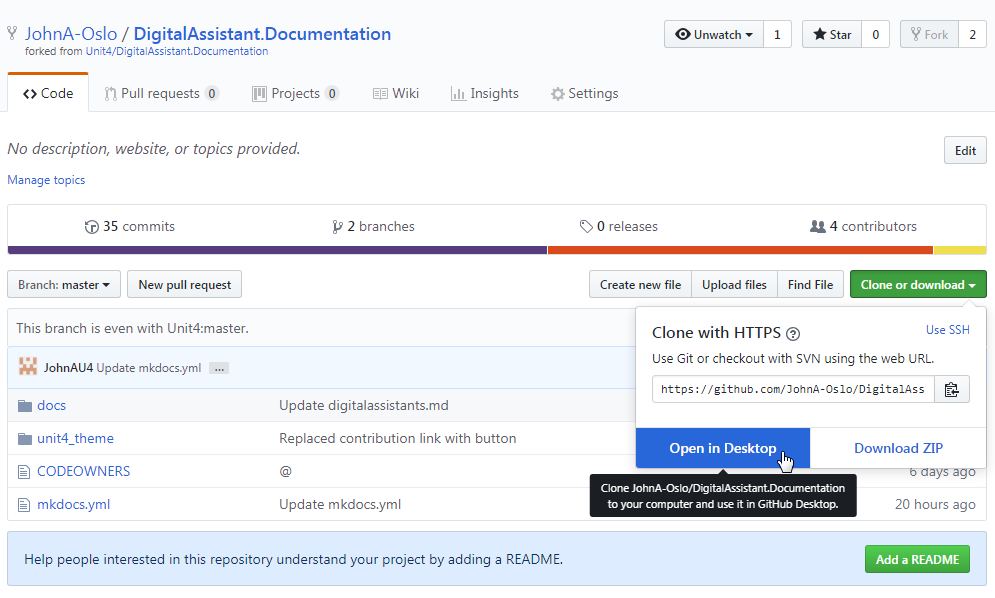 JohnA-Oslo / DigitalAssistant.Documentation
forked from Unit4/DigitalAssistant.Documentation
Unwatch 1 Star 0 Fork 2
Code Pull requests 0 Projects 0 Wiki Insights Settings
No description, website, or topics provided.
Edit
Manage topics
35 commits 2 branches 0 releases 4 contributors
Branch: master New pull request Create new file Upload files Find File Clone or download
This branch is even with Unit4:master.
Clone with HTTPS ? Use SSH
Use Git or checkout with SVN using the web URL.
https://github.com/JohnA-Oslo/DigitalAss
Open in Desktop Download ZIP
Clone JohnA-Oslo/DigitalAssistant.Documentation
to your computer and use it in GitHub Desktop.
JohnAU4 Update mkdocs.yml ...
docs Update digitalassistants.md
unit4_theme Replaced contribution link with button
CODEOWNERS @ 6 days ago
mkdocs.yml Update mkdocs.yml 20 hours ago
Help people interested in this repository understand your project by adding a README.
Add a README